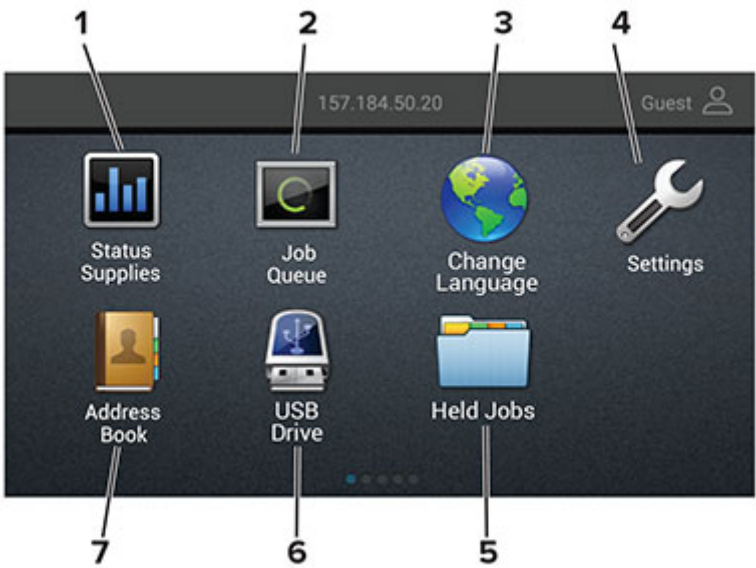 1 2 3 4
157.184.50.20 Guest
Status
Supplies
Job
Queue
Change
Language
Settings
Address
Book
USB
Drive
Held Jobs
7 6 5